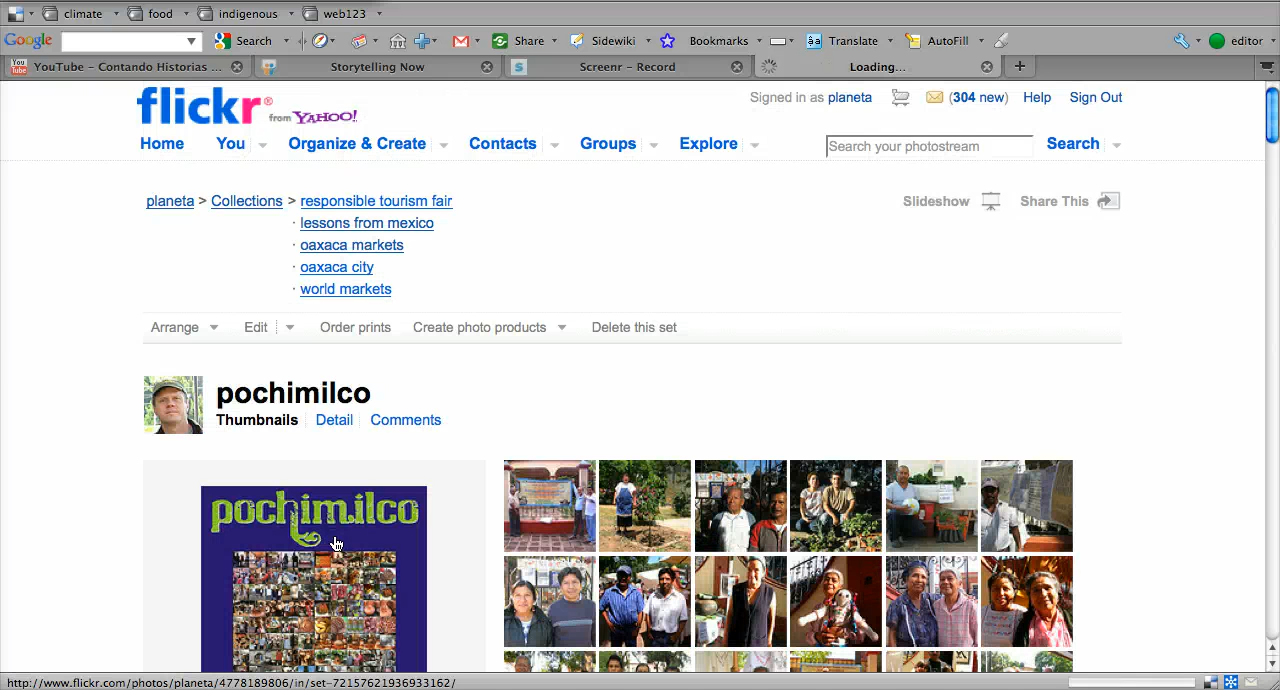 climate food indigenous web123
Google Search Share Sidewiki Bookmarks Translate AutoFill editor
You Tube YouTube – Contando Historias ... Storytelling Now S Screenr – Record Loading... +
flickr® from YAHOO! Signed in as planeta (304 new) Help Sign Out
Home You Organize & Create Contacts Groups Explore Search your photostream Search
planeta > Collections > responsible tourism fair Slideshow Share This
· lessons from mexico
· oaxaca markets
· oaxaca city
· world markets
Arrange Edit Order prints Create photo products Delete this set
pochimilco
Thumbnails Detail Comments
pochimilco
http://www.flickr.com/photos/planeta/4778189806/in/set-72157621936933162/